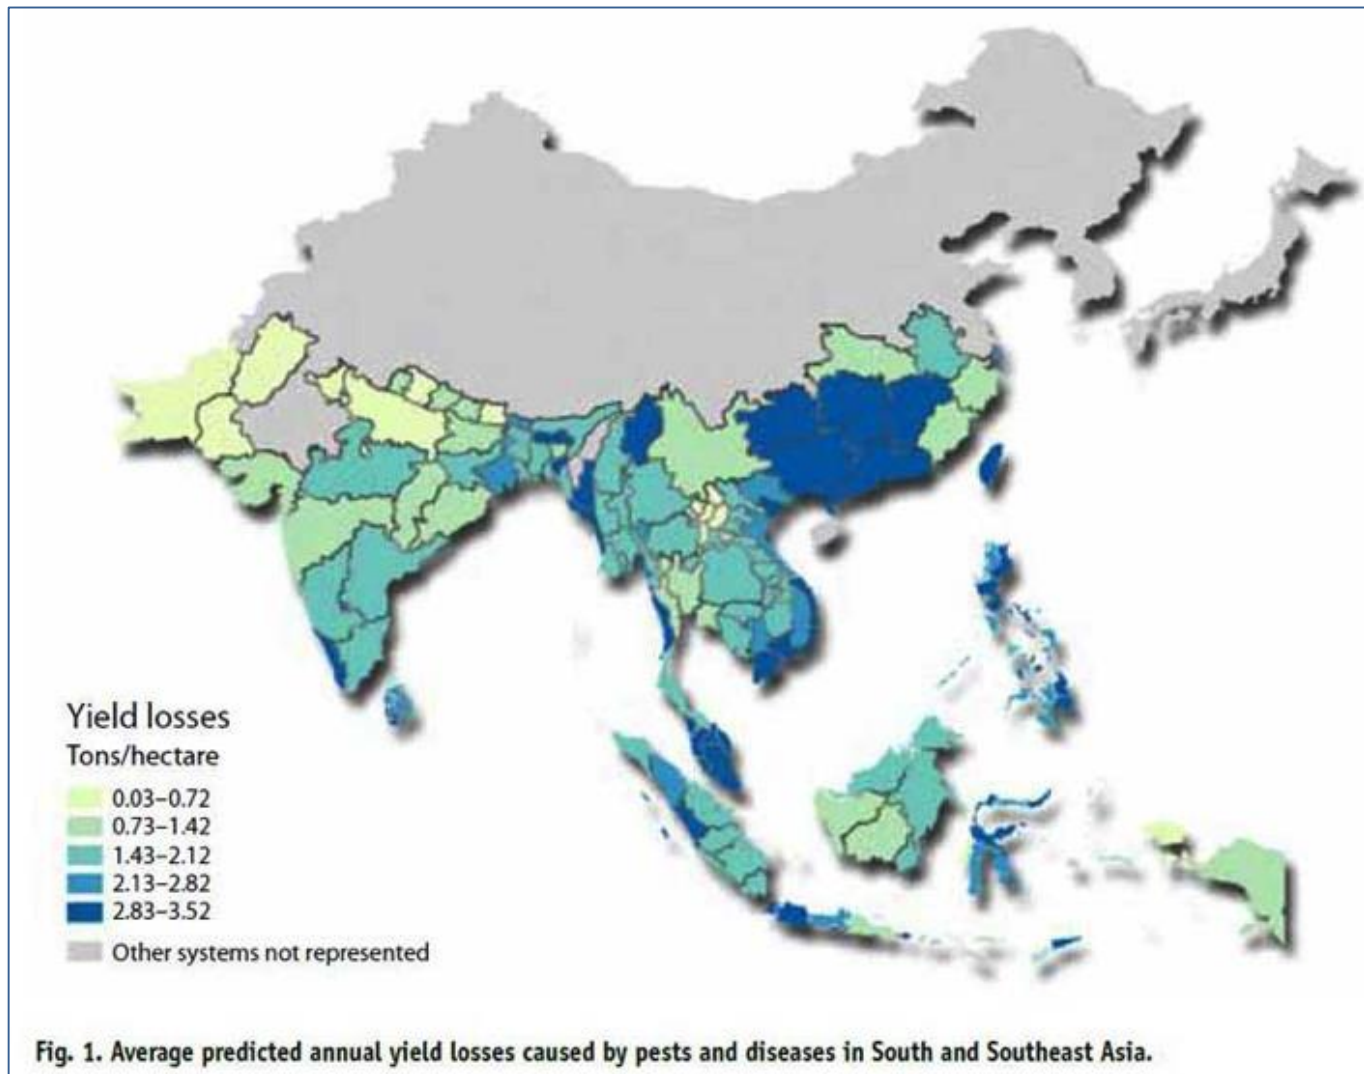 Yield losses
Tons/hectare
0.03–0.72
0.73–1.42
1.43–2.12
2.13–2.82
2.83–3.52
Other systems not represented
Fig. 1. Average predicted annual yield losses caused by pests and diseases in South and Southeast Asia.